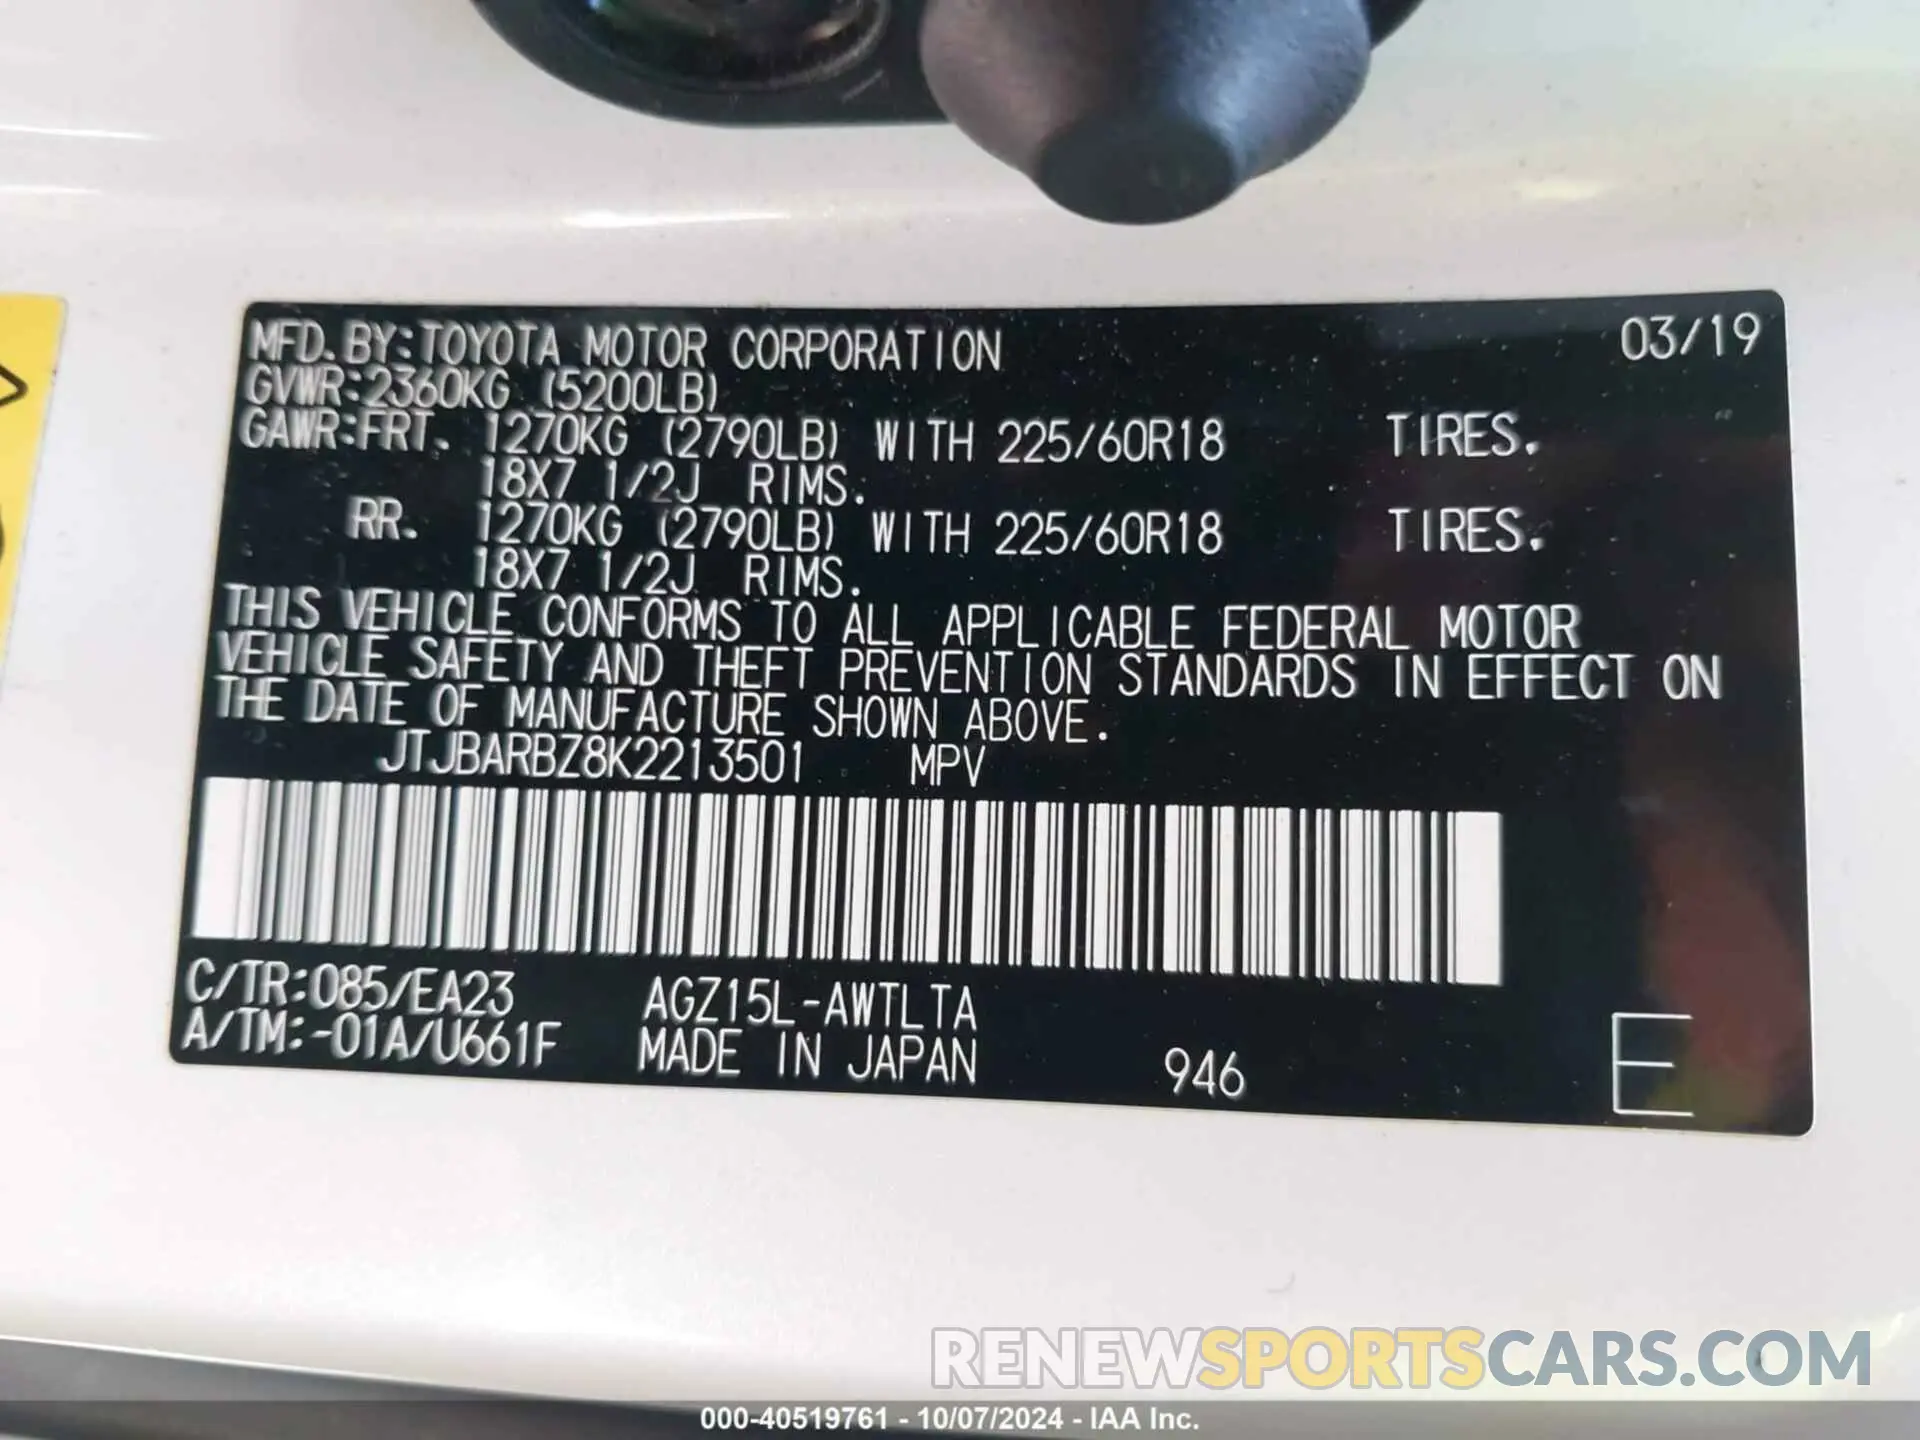 MFD. BY:TOYOTA MOTOR CORPORATION 03/19
GVWR:2360KG (5200LB)
GAWR:FRT. 1270KG (2790LB) WITH 225/60R18 TIRES.
18X7 1/2J RIMS.
RR. 1270KG (2790LB) WITH 225/60R18 TIRES.
18X7 1/2J RIMS.
THIS VEHICLE CONFORMS TO ALL APPLICABLE FEDERAL MOTOR
VEHICLE SAFETY AND THEFT PREVENTION STANDARDS IN EFFECT ON
THE DATE OF MANUFACTURE SHOWN ABOVE.
JTJBARBZ8K2213501 MPV
C/TR:085/EA23 AGZ15L-AWTLTA
A/TM:-01A/U661F MADE IN JAPAN 946 E
RENEWSPORTSCARS.COM
000-40519761 - 10/07/2024 - IAA Inc.